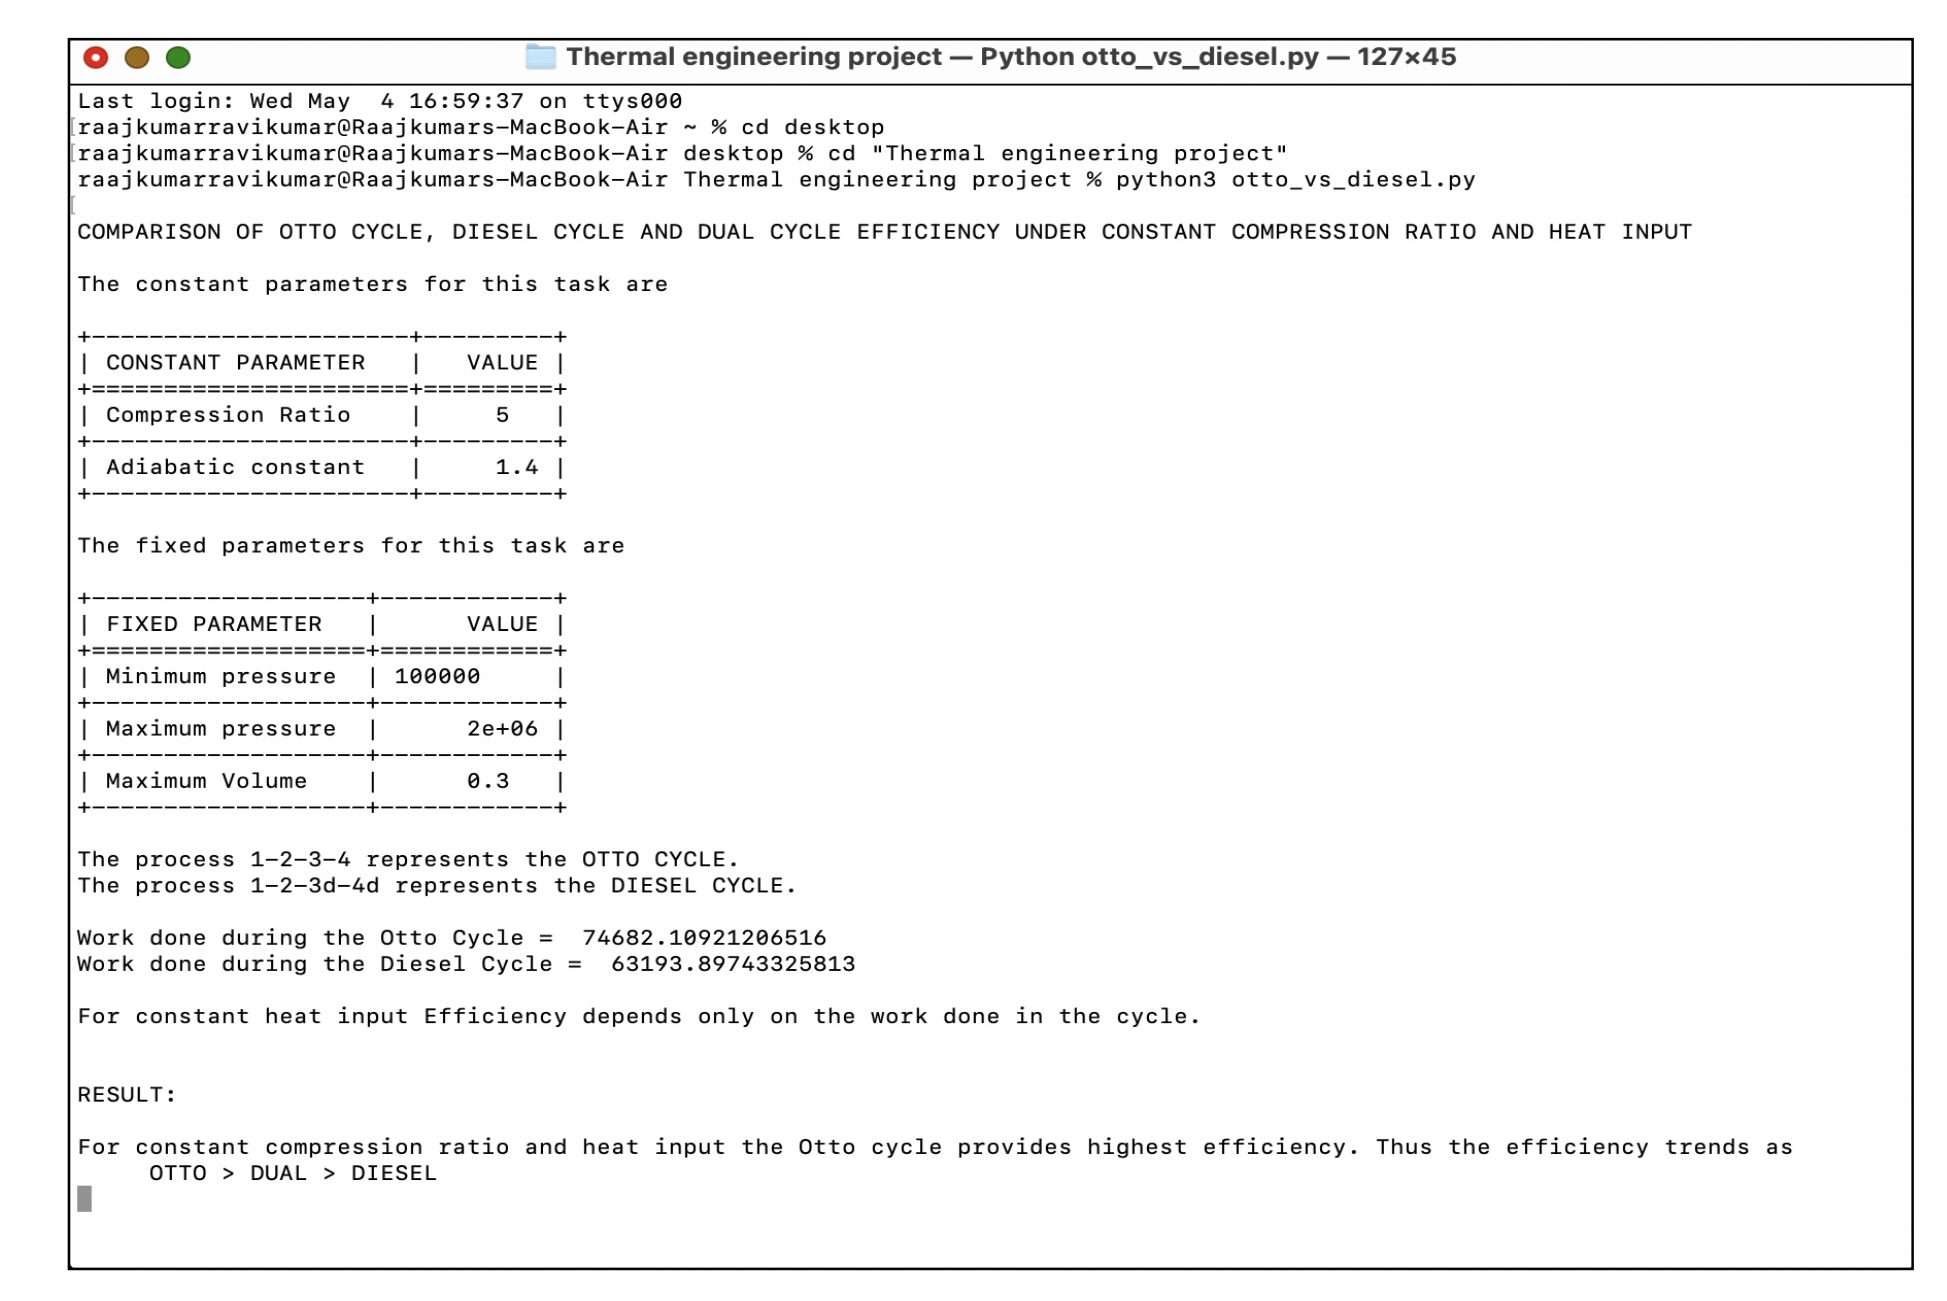 Thermal engineering project — Python otto_vs_diesel.py — 127×45
Last login: Wed May  4 16:59:37 on ttys000
[raajkumarravikumar@Raajkumars-MacBook-Air ~ % cd desktop
[raajkumarravikumar@Raajkumars-MacBook-Air desktop % cd "Thermal engineering project"
raajkumarravikumar@Raajkumars-MacBook-Air Thermal engineering project % python3 otto_vs_diesel.py
[
COMPARISON OF OTTO CYCLE, DIESEL CYCLE AND DUAL CYCLE EFFICIENCY UNDER CONSTANT COMPRESSION RATIO AND HEAT INPUT
The constant parameters for this task are
+----------------------+---------+
| CONSTANT PARAMETER   |   VALUE |
+======================+=========+
| Compression Ratio    |     5   |
+----------------------+---------+
| Adiabatic constant   |     1.4 |
+----------------------+---------+
The fixed parameters for this task are
+-------------------+------------+
| FIXED PARAMETER   |      VALUE |
+===================+============+
| Minimum pressure  | 100000     |
+-------------------+------------+
| Maximum pressure  |      2e+06 |
+-------------------+------------+
| Maximum Volume    |      0.3   |
+-------------------+------------+
The process 1-2-3-4 represents the OTTO CYCLE.
The process 1-2-3d-4d represents the DIESEL CYCLE.
Work done during the Otto Cycle =  74682.10921206516
Work done during the Diesel Cycle =  63193.89743325813
For constant heat input Efficiency depends only on the work done in the cycle.
RESULT:
For constant compression ratio and heat input the Otto cycle provides highest efficiency. Thus the efficiency trends as
     OTTO > DUAL > DIESEL